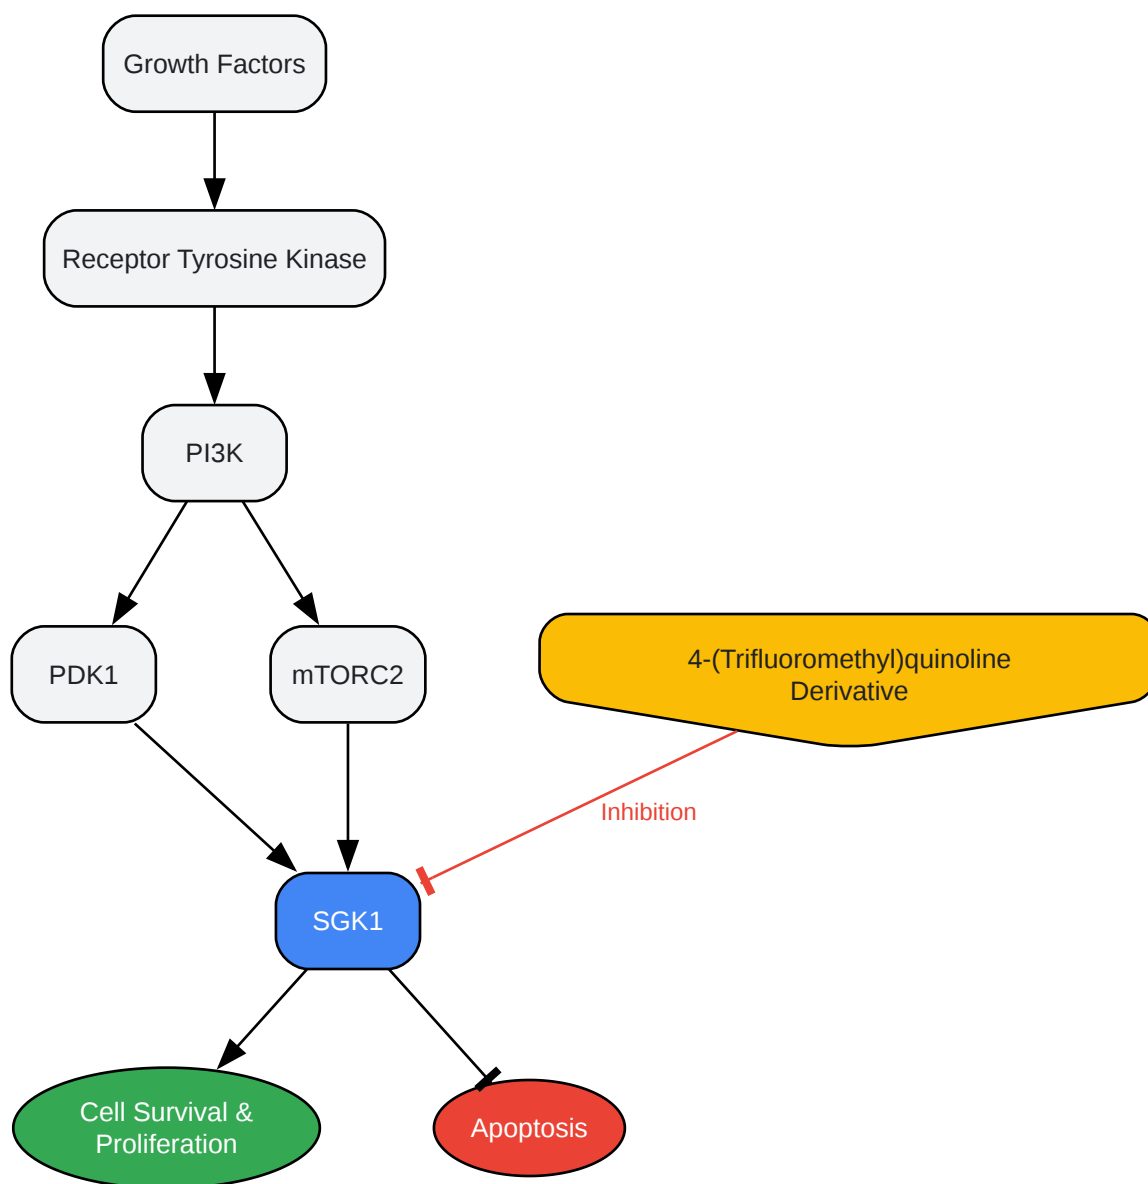 Growth Factors
Receptor Tyrosine Kinase
PI3K
PDK1
mTORC2
4-(Trifluoromethyl)quinoline
Derivative
Inhibition
SGK1
Cell Survival &
Proliferation
Apoptosis